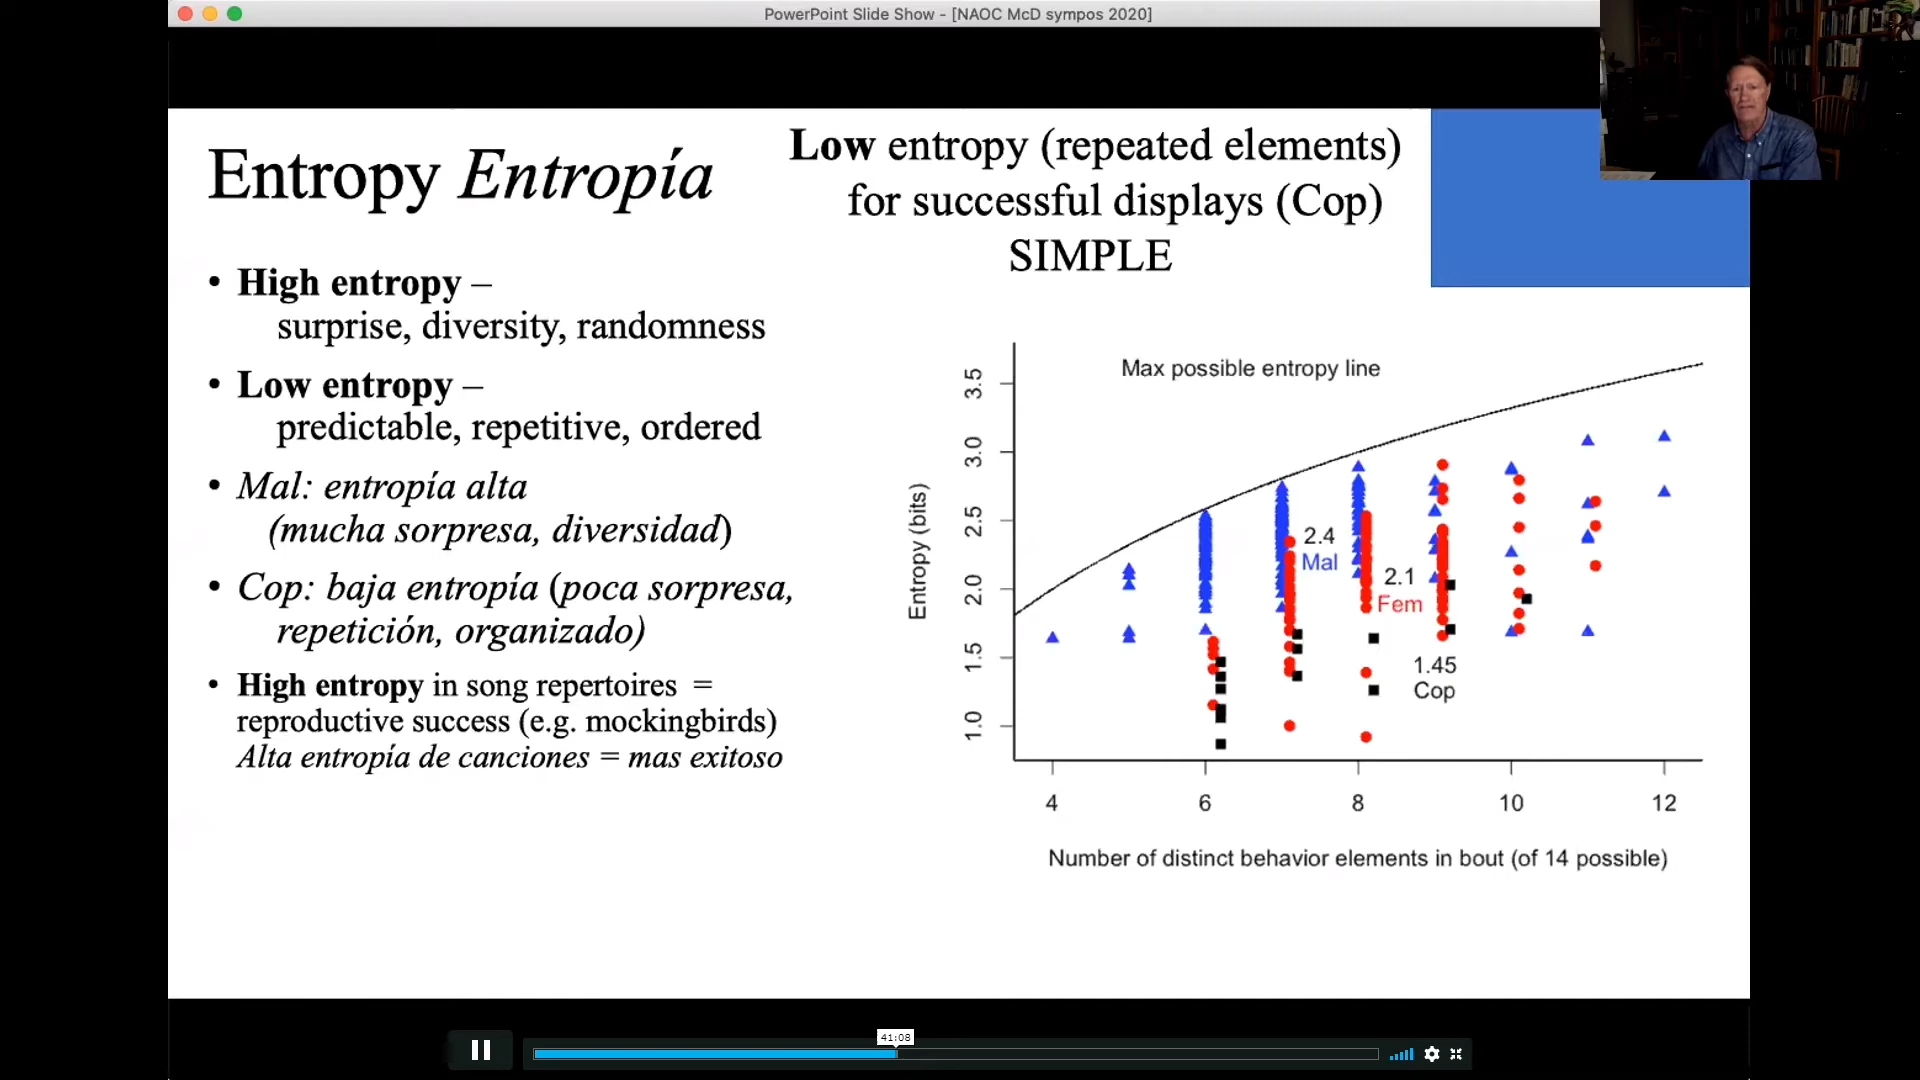 PowerPoint Slide Show - [NAOC McD sympos 2020]
Entropy Entropía
Low entropy (repeated elements)
for successful displays (Cop)
SIMPLE
• High entropy –
surprise, diversity, randomness
• Low entropy –
predictable, repetitive, ordered
• Mal: entropía alta
(mucha sorpresa, diversidad)
• Cop: baja entropía (poca sorpresa,
repetición, organizado)
• High entropy in song repertoires =
reproductive success (e.g. mockingbirds)
Alta entropía de canciones = mas exitoso
Max possible entropy line
Entropy (bits)
3.5
3.0
2.5
2.0
1.5
1.0
2.4
Mal
2.1
Fem
1.45
Cop
4 6 8 10 12
Number of distinct behavior elements in bout (of 14 possible)
41:08